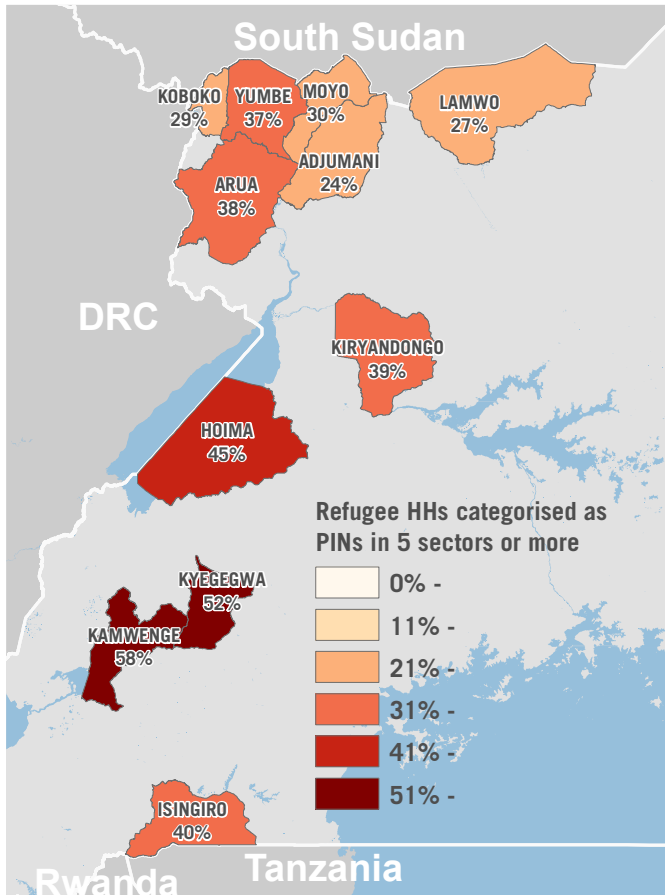 South Sudan
KOBOKO
29%
YUMBE
37%
MOYO
30%
LAMWO
27%
ADJUMANI
24%
ARUA
38%
DRC
KIRYANDONGO
39%
HOIMA
45%
Refugee HHs categorised as
PINs in 5 sectors or more
0% -
11% -
21% -
31% -
41% -
51% -
KYEGEGWA
52%
KAMWENGE
58%
ISINGIRO
40%
Rwanda
Tanzania